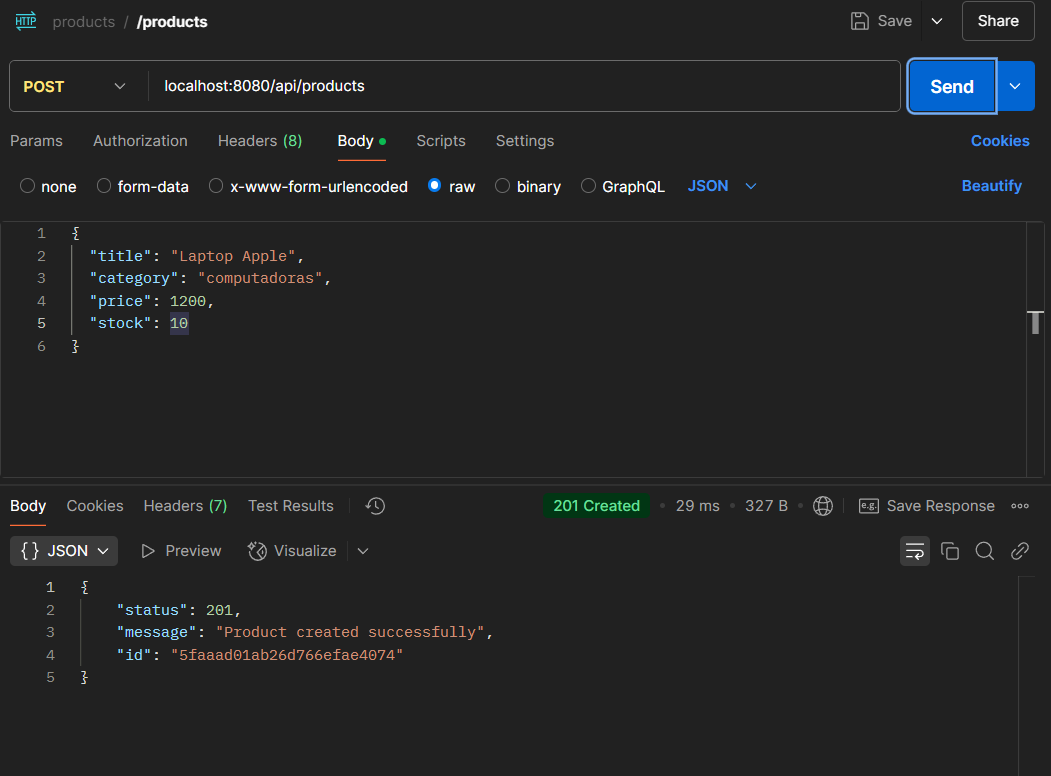 HTTP products / /products Save Share
POST localhost:8080/api/products Send
Params Authorization Headers (8) Body Scripts Settings Cookies
none form-data x-www-form-urlencoded raw binary GraphQL JSON Beautify
1 {
2 "title": "Laptop Apple",
3 "category": "computadoras",
4 "price": 1200,
5 "stock": 10
6 }
Body Cookies Headers (7) Test Results 201 Created • 29 ms • 327 B • e.g. Save Response
{} JSON Preview Visualize
1 {
2 "status": 201,
3 "message": "Product created successfully",
4 "id": "5faaad01ab26d766efae4074"
5 }